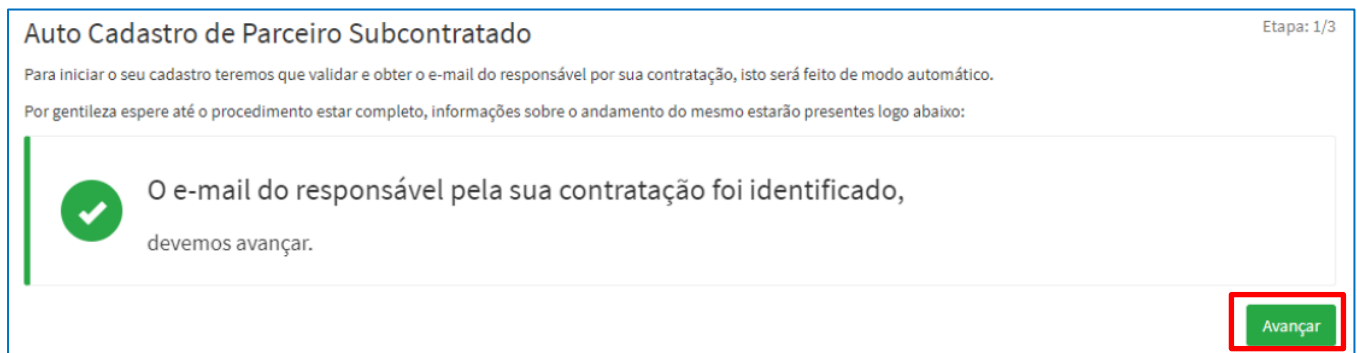 Auto Cadastro de Parceiro Subcontratado
Etapa: 1/3
Para iniciar o seu cadastro teremos que validar e obter o e-mail do responsável por sua contratação, isto será feito de modo automático.
Por gentileza espere até o procedimento estar completo, informações sobre o andamento do mesmo estarão presentes logo abaixo:
O e-mail do responsável pela sua contratação foi identificado,
devemos avançar.
Avançar